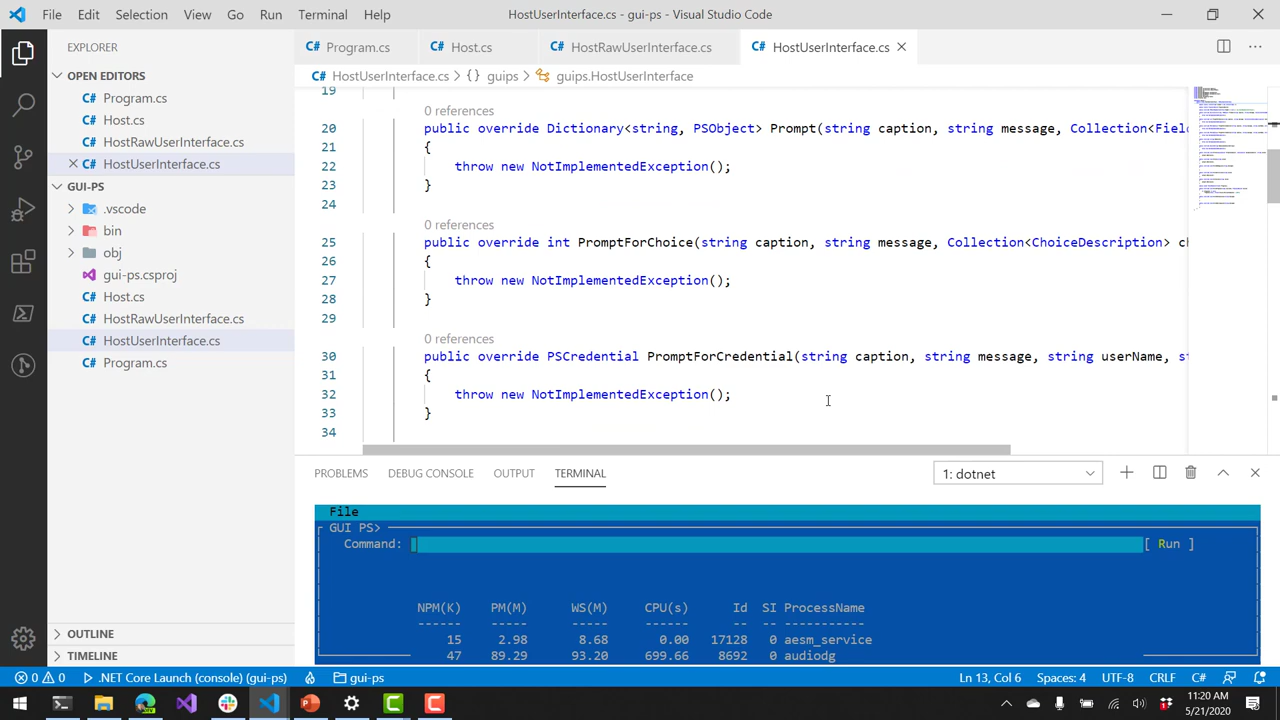 File Edit Selection View Go Run Terminal Help
HostUserInterface.cs - gui-ps - Visual Studio Code
EXPLORER
C# Program.cs
C# Host.cs
C# HostRawUserInterface.cs
C# HostUserInterface.cs
OPEN EDITORS
C# HostUserInterface.cs
{} guips
guips.HostUserInterface
C# Program.cs
C# Host.cs
C# HostRawUserInterface.cs
C# HostUserInterface.cs
GUI-PS
.vscode
bin
obj
gui-ps.csproj
C# Host.cs
C# HostRawUserInterface.cs
C# HostUserInterface.cs
C# Program.cs
OUTLINE
TIMELINE
19
0 references
20 public override Dictionary<string, PSObject> Prompt(string caption, string message, Collection<Fiel
21
22 throw new NotImplementedException();
23 }
24
0 references
25 public override int PromptForChoice(string caption, string message, Collection<ChoiceDescription> ch
26 {
27 throw new NotImplementedException();
28 }
29
0 references
30 public override PSCredential PromptForCredential(string caption, string message, string userName, st
31 {
32 throw new NotImplementedException();
33 }
34
PROBLEMS DEBUG CONSOLE OUTPUT TERMINAL
1: dotnet
File
GUI PS>
Command: [ Run ]
NPM(K) PM(M) WS(M) CPU(s) Id SI ProcessName
------ ----- ----- ------ -- -- -----------
15 2.98 8.68 0.00 17128 0 aesm_service
47 89.29 93.20 699.66 8692 0 audiodg
0 0 .NET Core Launch (console) (gui-ps) gui-ps
Ln 13, Col 6 Spaces: 4 UTF-8 CRLF C#
11:20 AM
5/21/2020